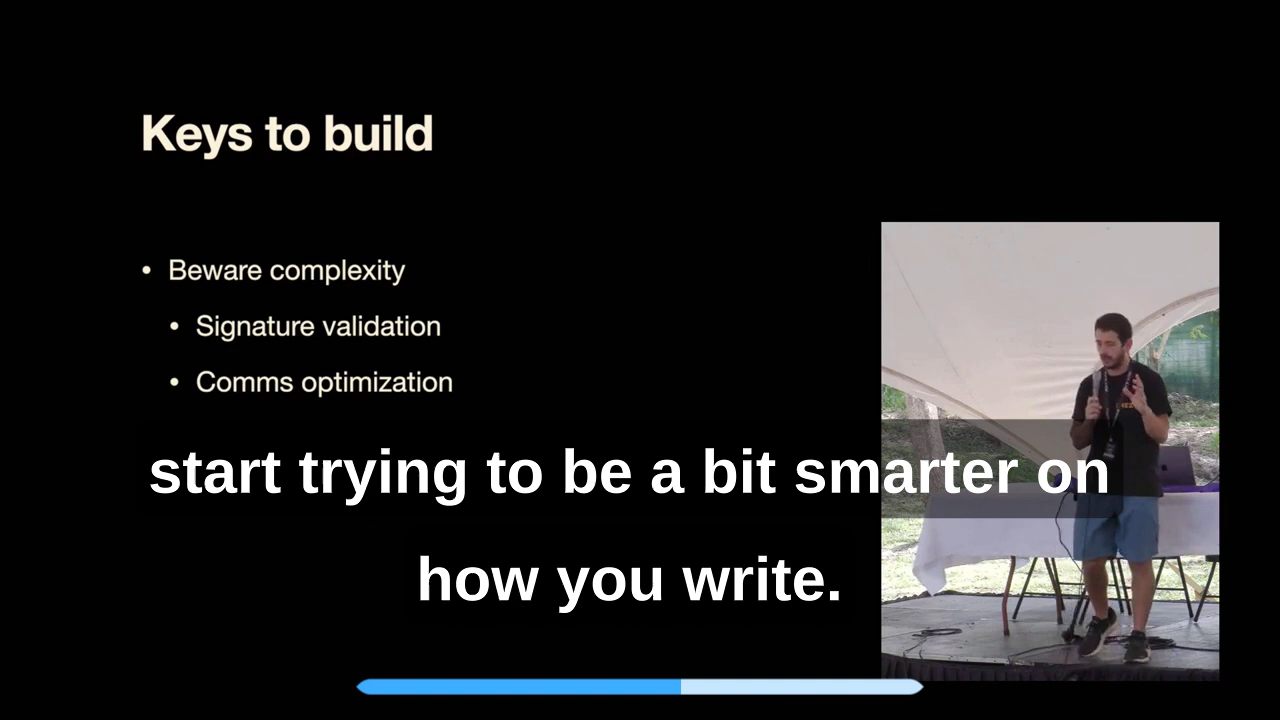 Keys to build
• Beware complexity
• Signature validation
• Comms optimization
start trying to be a bit smarter on
how you write.